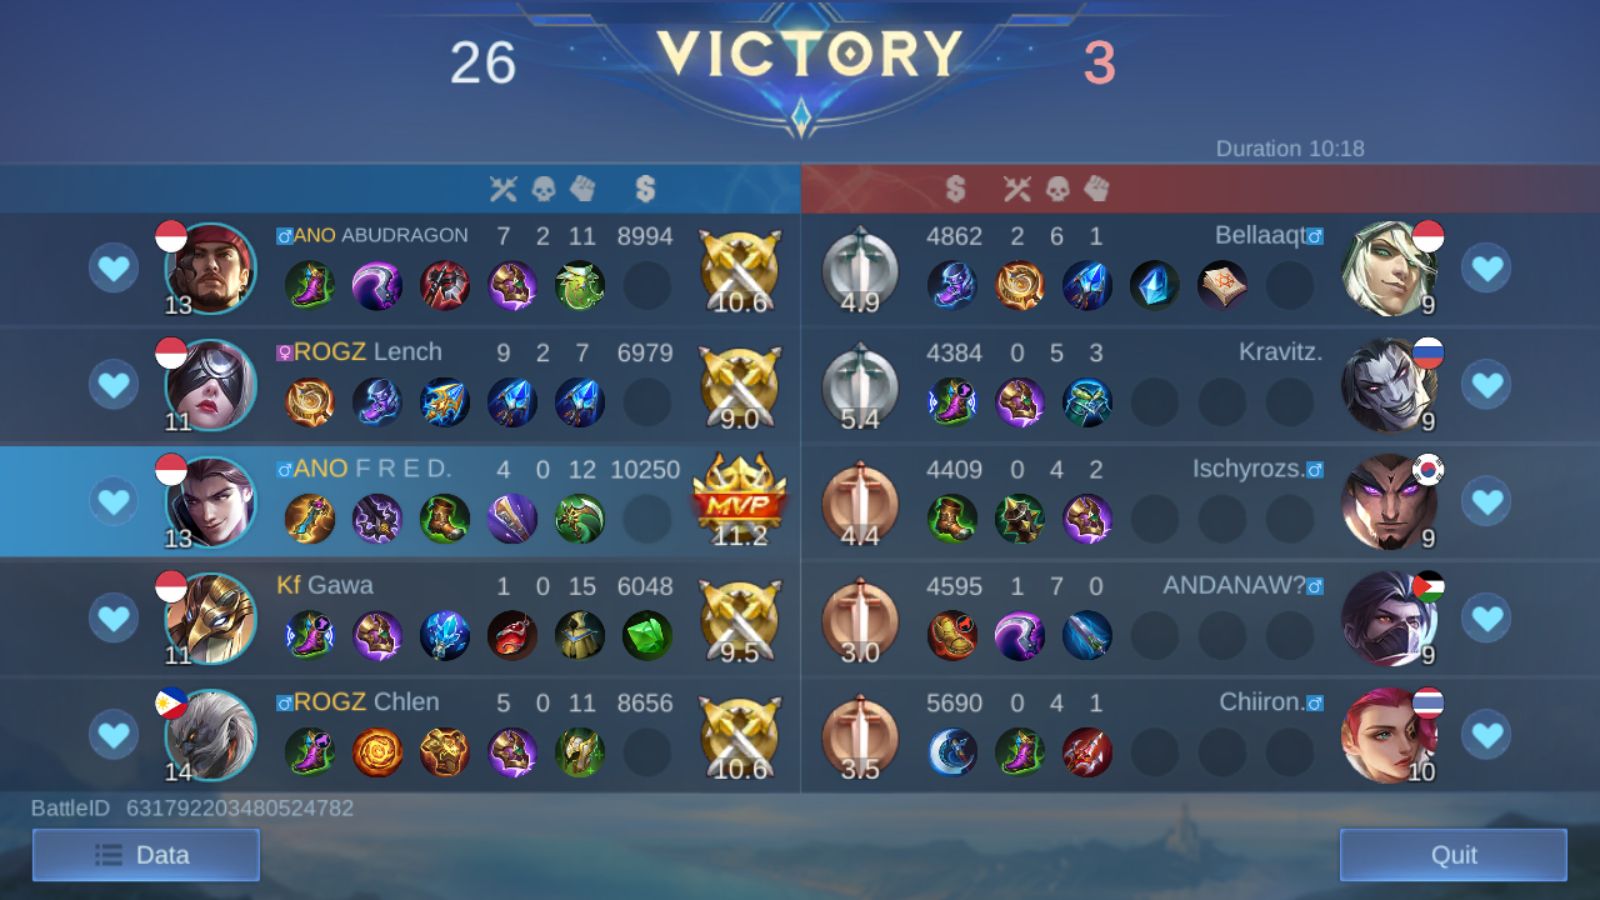 26 VICTORY 3
Duration 10:18
ANO ABUDRAGON 7 2 11 8994
13 10.6
4862 2 6 1 Bellaaqt
4.9 9
ROGZ Lench 9 2 7 6979
11 9.0
4384 0 5 3 Kravitz.
5.4 9
ANO F R E D. 4 0 12 10250
MVP
13 11.2
4409 0 4 2 Ischyrozs.
4.4 9
Kf Gawa 1 0 15 6048
11 9.5
4595 1 7 0 ANDANAW?
3.0 9
ROGZ Chlen 5 0 11 8656
14 10.6
5690 0 4 1 Chiiron.
3.5 10
BattleID 631792203480524782
Data
Quit